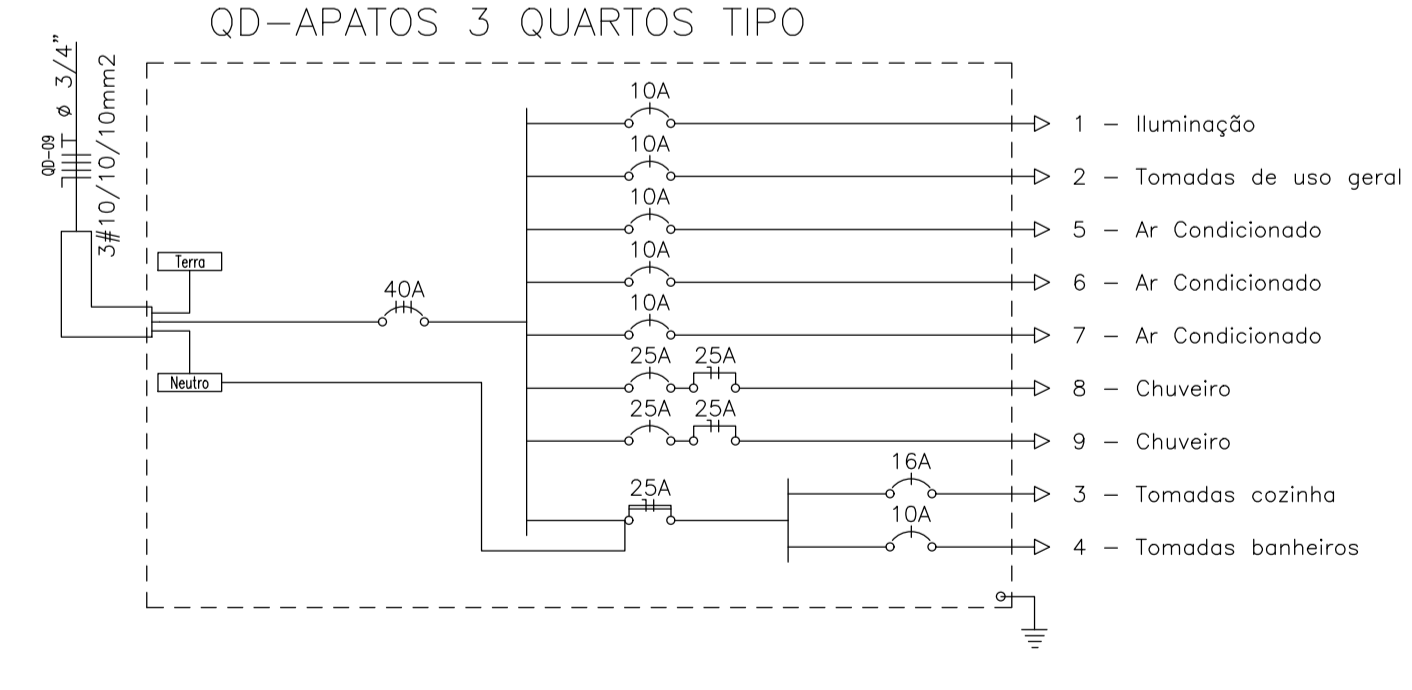 QD-APATOS 3 QUARTOS TIPO
QD-09
T ø 3/4"
3#10/10/10/10mm2
Terra
Neutro
40A
10A
1 - Iluminação
10A
2 - Tomadas de uso geral
10A
5 - Ar Condicionado
10A
6 - Ar Condicionado
10A
7 - Ar Condicionado
25A 25A
8 - Chuveiro
25A 25A
9 - Chuveiro
25A
16A
3 - Tomadas cozinha
10A
4 - Tomadas banheiros